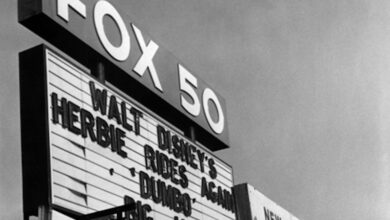 FOX 50
WALT DISNEY'S
HERBIE RIDES AGAIN
DUMBO